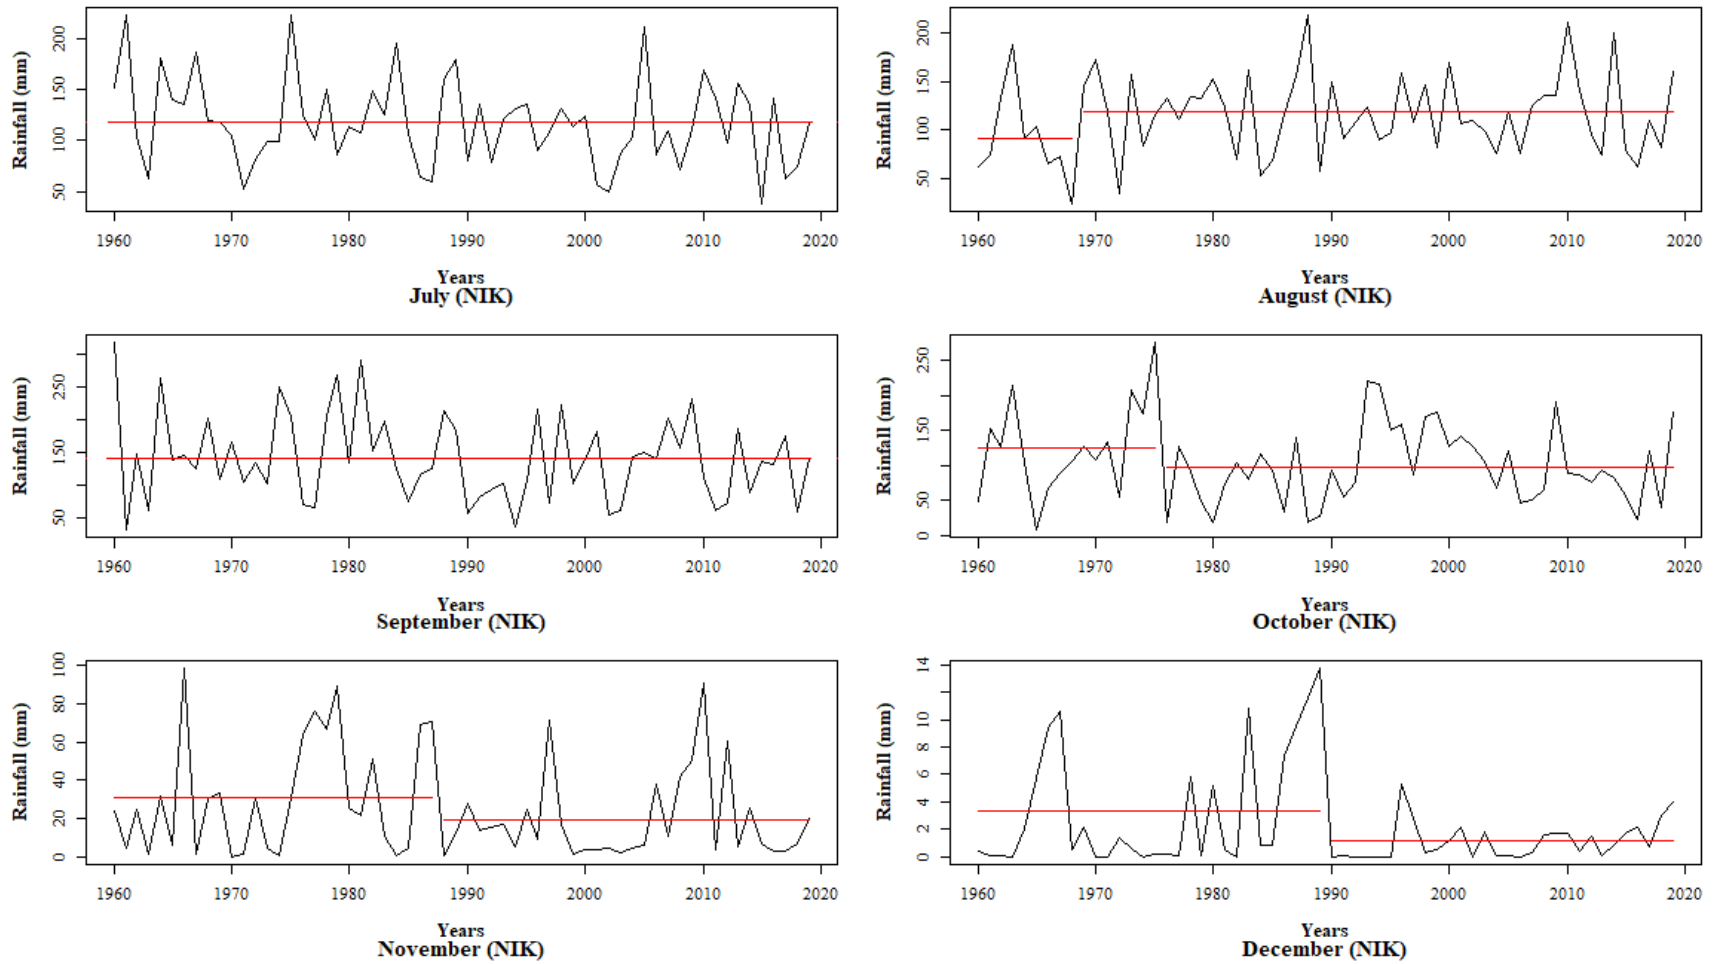 Rainfall (mm)
200
150
100
50
1960 1970 1980 1990 2000 2010 2020
Years
July (NIK)
Rainfall (mm)
200
150
100
50
1960 1970 1980 1990 2000 2010 2020
Years
August (NIK)
Rainfall (mm)
250
150
50
1960 1970 1980 1990 2000 2010 2020
Years
September (NIK)
Rainfall (mm)
250
150
50
0
1960 1970 1980 1990 2000 2010 2020
Years
October (NIK)
Rainfall (mm)
100
80
60
40
20
0
1960 1970 1980 1990 2000 2010 2020
Years
November (NIK)
Rainfall (mm)
14
10
8
6
4
2
0
1960 1970 1980 1990 2000 2010 2020
Years
December (NIK)